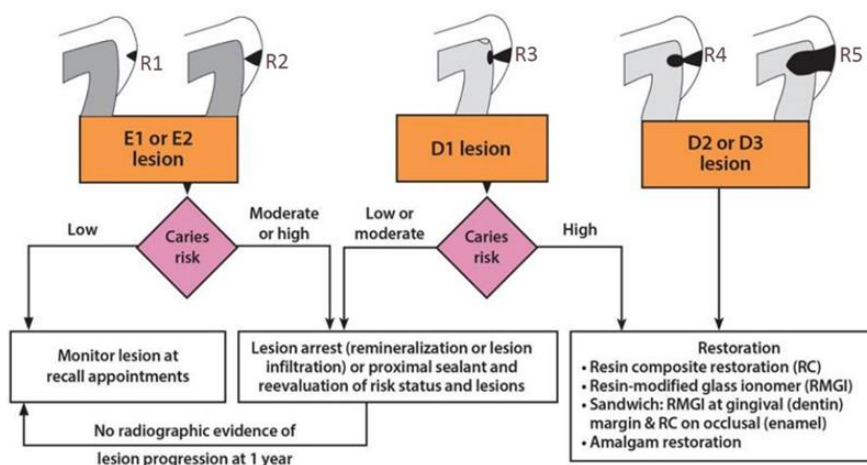 R1
R2
R3
R4
R5
E1 or E2
lesion
D1 lesion
D2 or D3
lesion
Low
Caries
risk
Moderate
or high
Low or
moderate
Caries
risk
High
Monitor lesion at
recall appointments
Lesion arrest (remineralization or lesion
infiltration) or proximal sealant and
reevaluation of risk status and lesions
Restoration
• Resin composite restoration (RC)
• Resin-modified glass ionomer (RMGI)
• Sandwich: RMGI at gingival (dentin)
margin & RC on occlusal (enamel)
• Amalgam restoration
No radiographic evidence of
lesion progression at 1 year